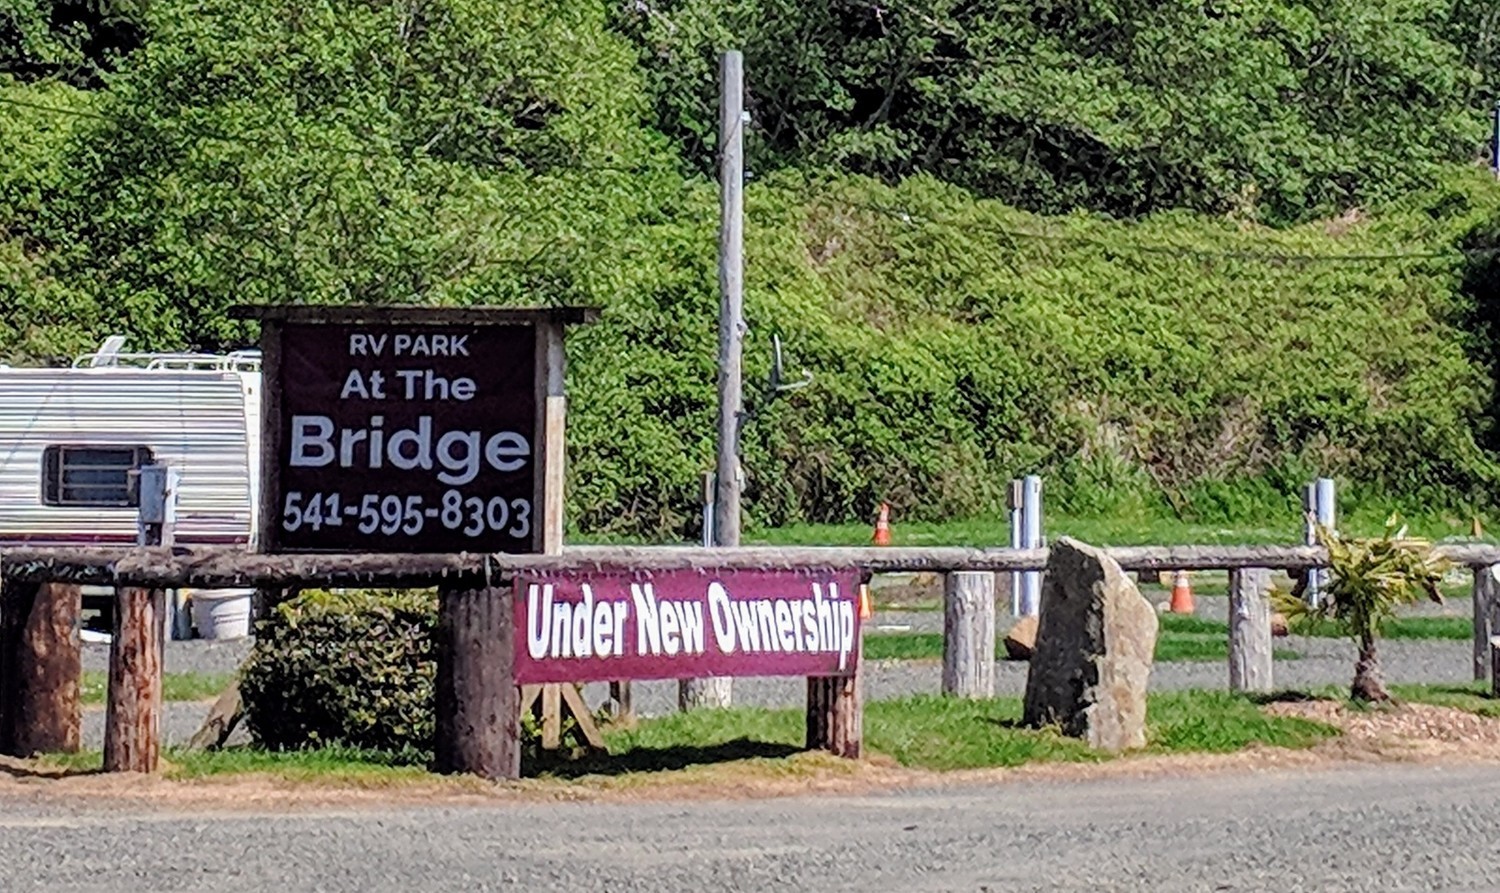 RV PARK
At The
Bridge
541-595-8303
Under New Ownership